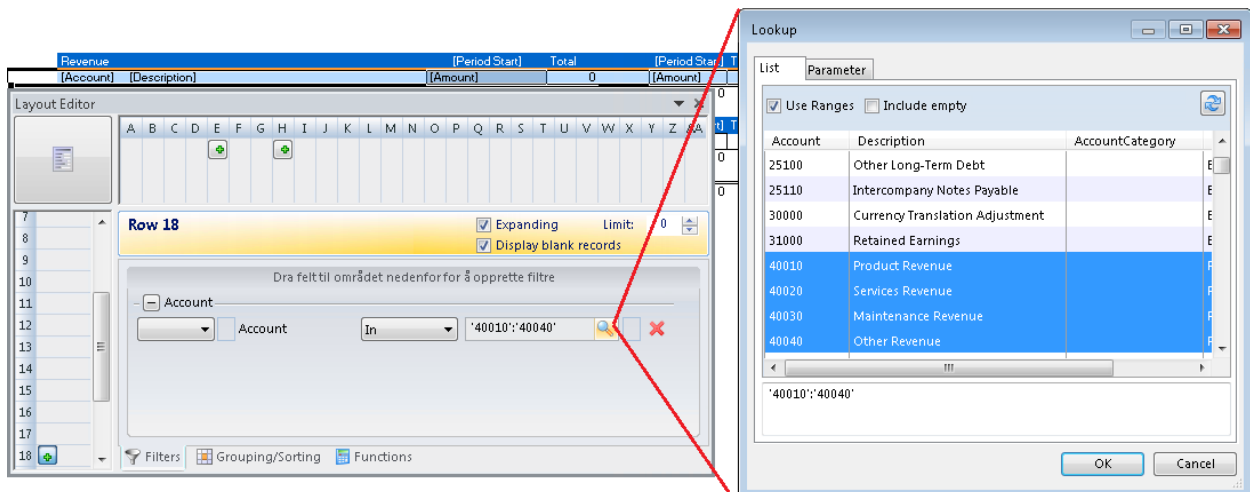 Revenue [Period Start] Total [Period Start] T
[Account] [Description] [Amount] 0 [Amount]
Layout Editor
A B C D E F G H I J K L M N O P Q R S T U V W X Y Z AA
0
0
0
7
Row 18 Expanding Limit: 0
8
Display blank records
9
10
Dra felt til området nedenfor for å opprette filtre
11
Account
12
Account In '40010':'40040'
13
14
15
16
17
18
Filters Grouping/Sorting Functions
Lookup
List Parameter
Use Ranges Include empty
Account Description AccountCategory
25100 Other Long-Term Debt
25110 Intercompany Notes Payable
30000 Currency Translation Adjustment
31000 Retained Earnings
40010 Product Revenue
40020 Services Revenue
40030 Maintenance Revenue
40040 Other Revenue
'40010':'40040'
OK Cancel